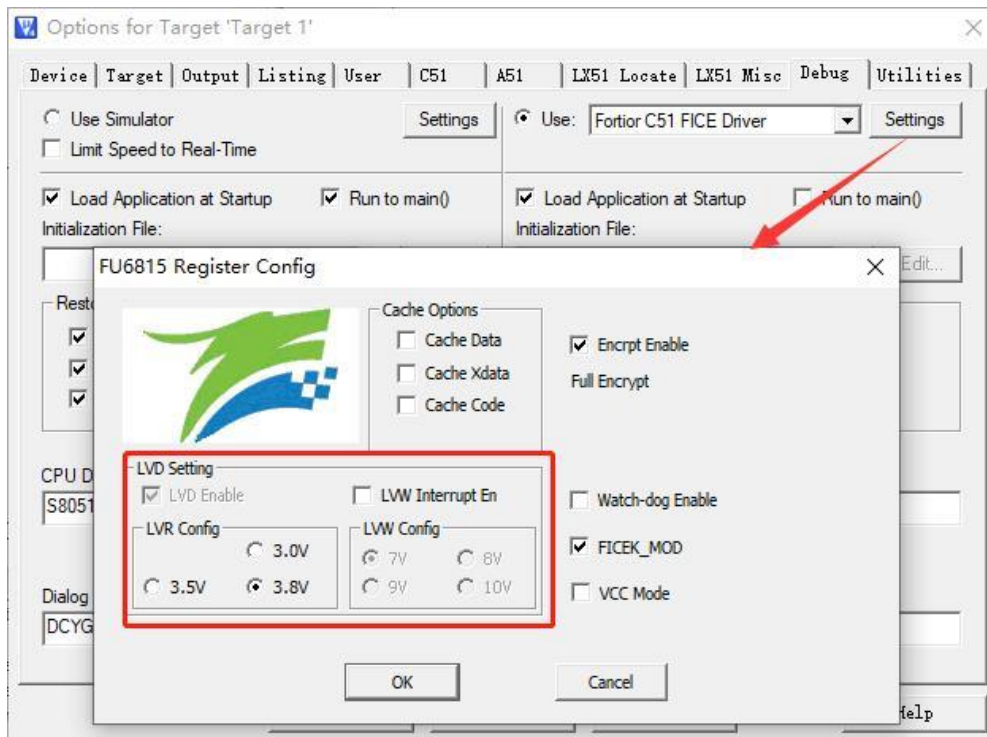 Options for Target 'Target 1'
Device Target Output Listing User C51 A51 LX51 Locate LX51 Misc Debug Utilities
Use Simulator Settings Use: Fortior C51 FICE Driver Settings
Limit Speed to Real-Time
Load Application at Startup Run to main() Load Application at Startup Run to main()
Initialization File: Initialization File:
Edit...
FU6815 Register Config
Cache Options
Cache Data
Cache Xdata
Cache Code
Encrpt Enable
Full Encrypt
LVD Setting
LVD Enable LVW Interrupt En
LVR Config LVW Config
3.0V 7V 8V
3.5V 3.8V 9V 10V
Watch-dog Enable
FICEK_MOD
VCC Mode
CPU D
S8051
Dialog
DCYG
OK Cancel